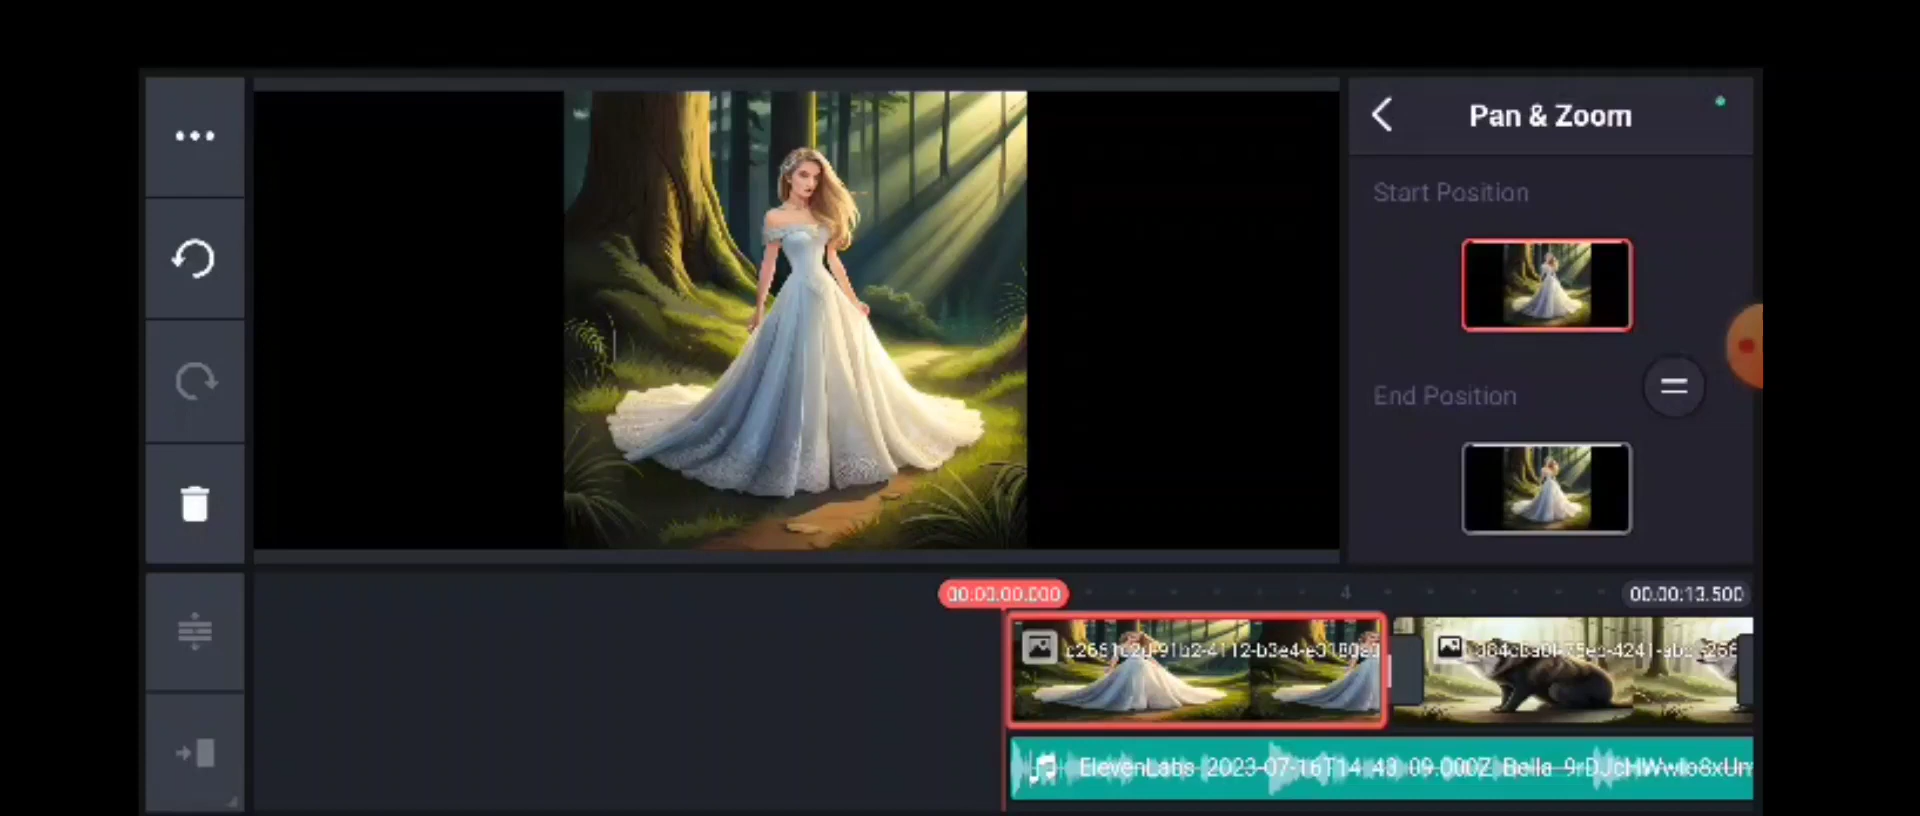 Pan & Zoom
Start Position
End Position
00:00:00.000
4
00:00:13.500
ElevenLabs 2023-07-16T14 43 09.000Z Bella